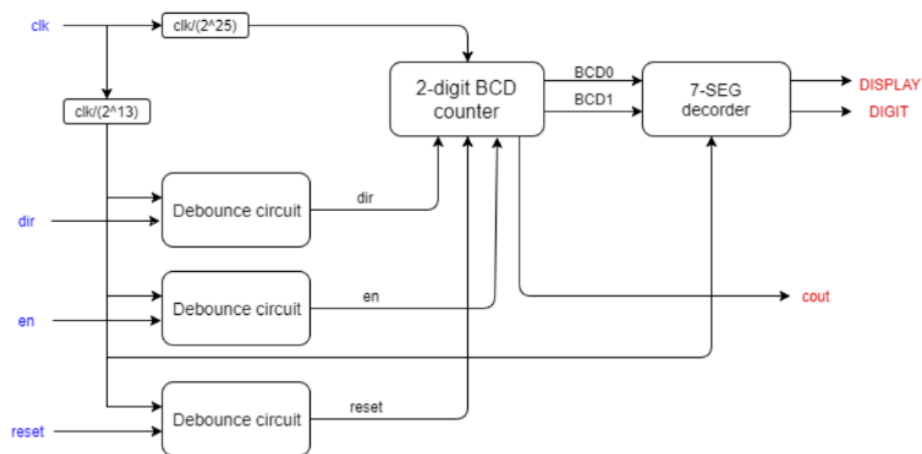 clk
clk/(2^25)
clk/(2^13)
2-digit BCD
counter
BCD0
BCD1
7-SEG
decorder
DISPLAY
DIGIT
dir
Debounce circuit
dir
en
Debounce circuit
en
cout
reset
Debounce circuit
reset